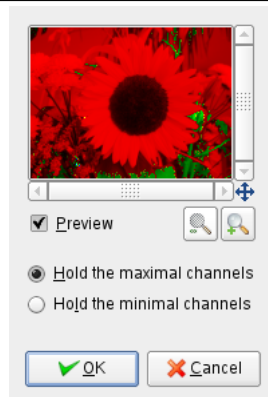 Preview
Hold the maximal channels
Hold the minimal channels
OK
Cancel